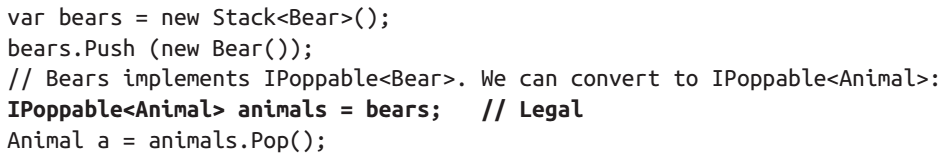 var bears = new Stack<Bear>();
bears.Push (new Bear());
// Bears implements IPoppable<Bear>. We can convert to IPoppable<Animal>:
IPoppable<Animal> animals = bears;   // Legal
Animal a = animals.Pop();